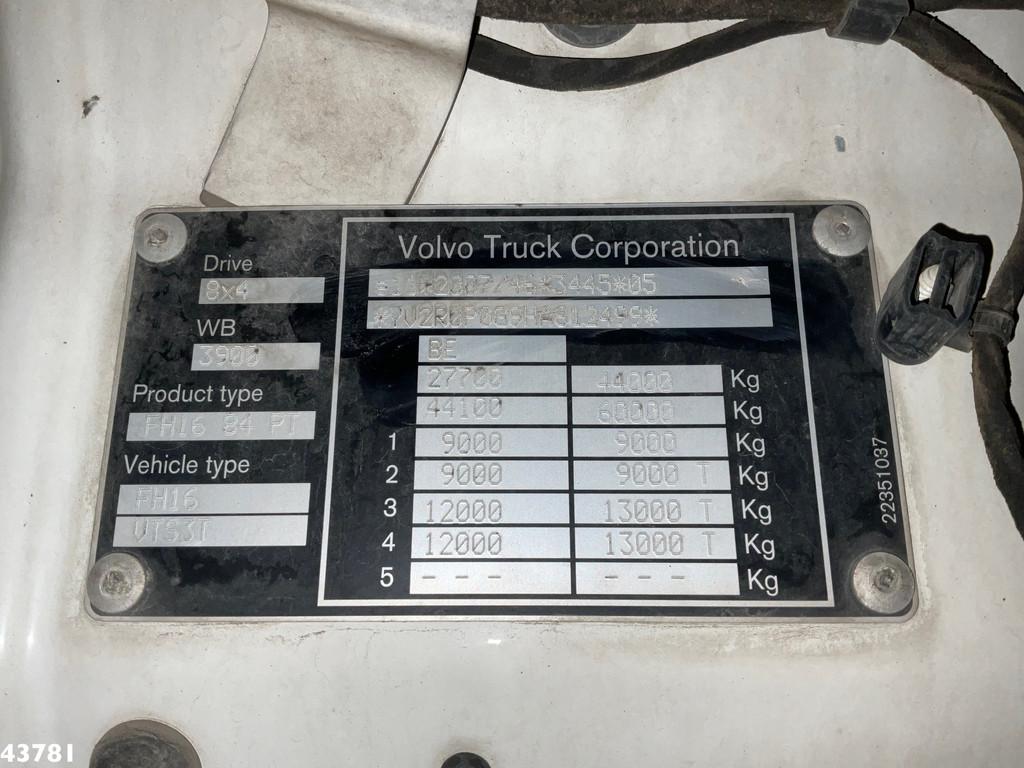 Volvo Truck Corporation
Drive
8x4
WB
3900
Product type
FH16 84 PT
Vehicle type
FH16
VTS3T
BE
27700 44000 Kg
44100 60000 Kg
1 9000 9000 Kg
2 9000 9000 T Kg
3 12000 13000 T Kg
4 12000 13000 T Kg
5 - - - - - - Kg
22351037
43781